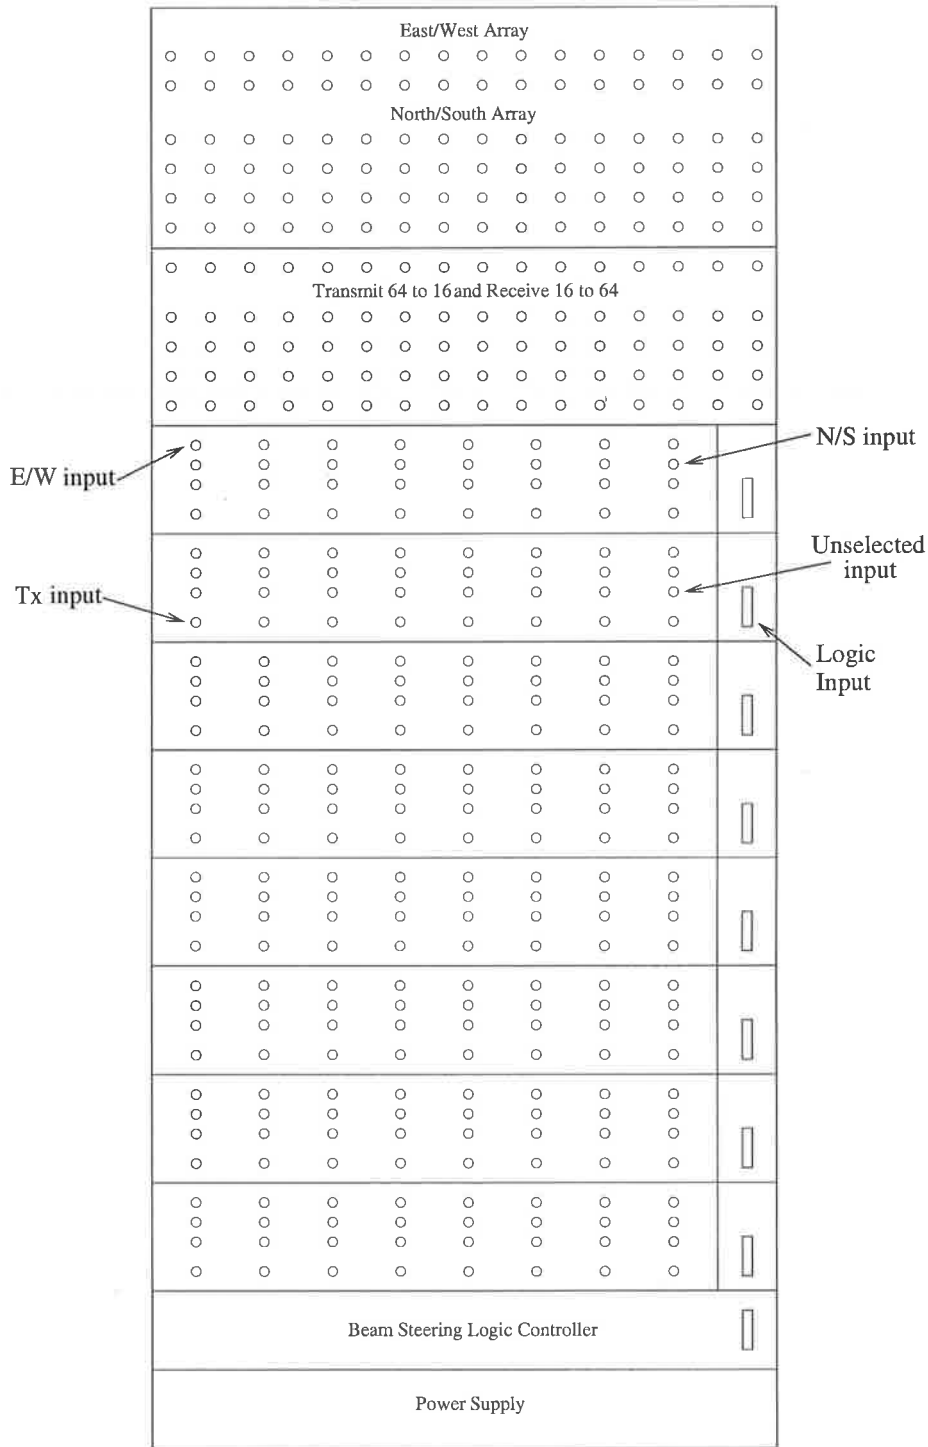 East/West Array
North/South Array
Transmit 64 to 16 and Receive 16 to 64
N/S input
E/W input
Unselected
input
Tx input
Logic
Input
Beam Steering Logic Controller
Power Supply